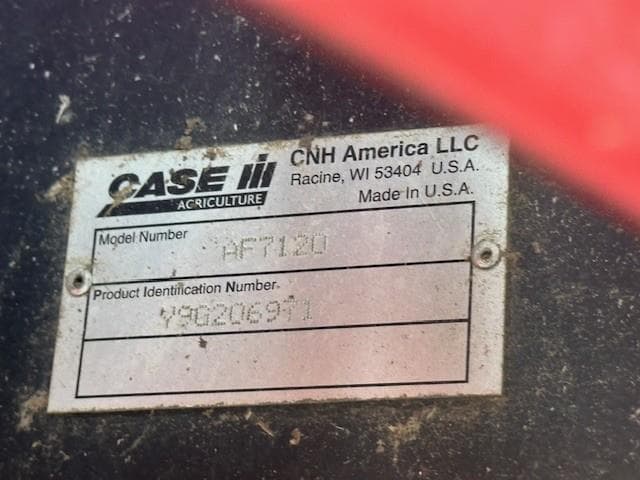 CASE IH
AGRICULTURE
CNH America LLC
Racine, WI 53404 U.S.A.
Made In U.S.A.
Model Number
AF7120
Product Identification Number
Y9G206971